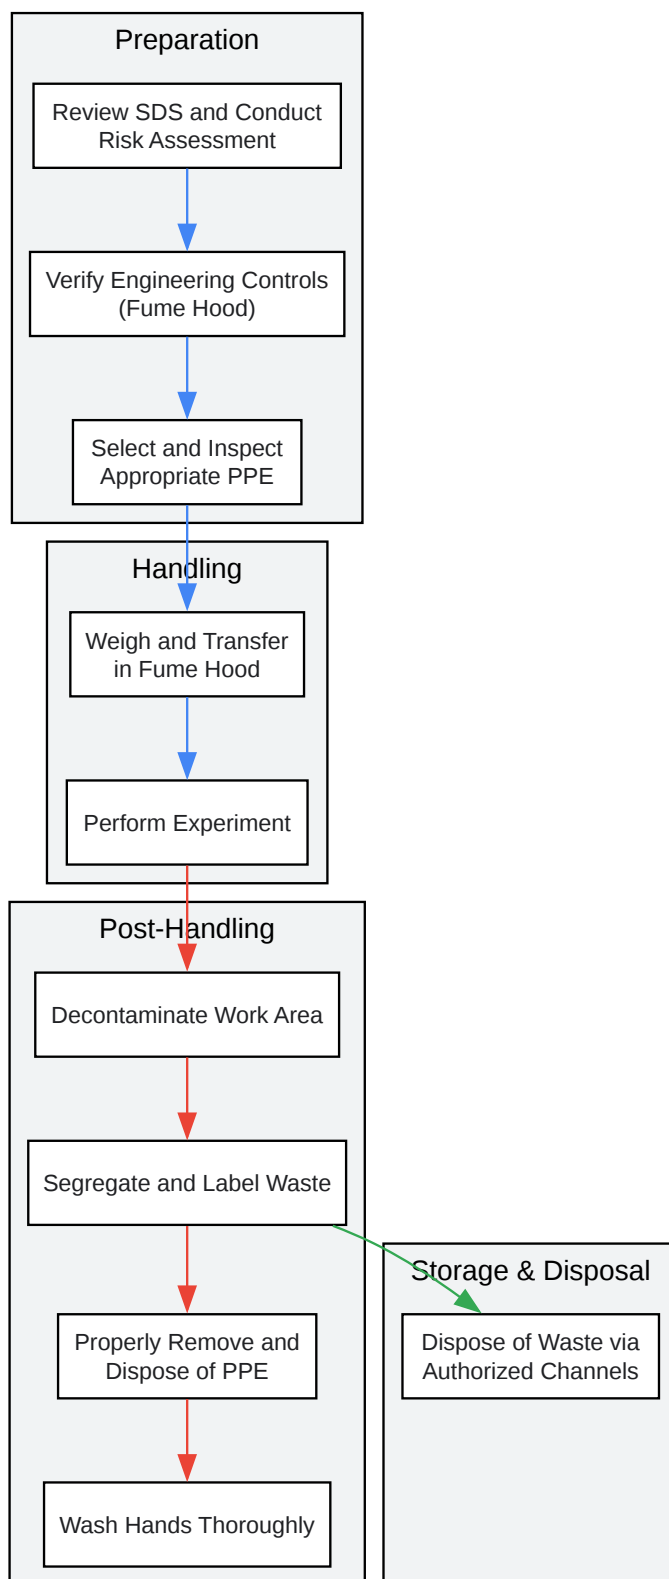 Preparation
Review SDS and Conduct
Risk Assessment
Verify Engineering Controls
(Fume Hood)
Select and Inspect
Appropriate PPE
Handling
Weigh and Transfer
in Fume Hood
Perform Experiment
Post-Handling
Decontaminate Work Area
Segregate and Label Waste
Properly Remove and
Dispose of PPE
Wash Hands Thoroughly
Storage & Disposal
Dispose of Waste via
Authorized Channels